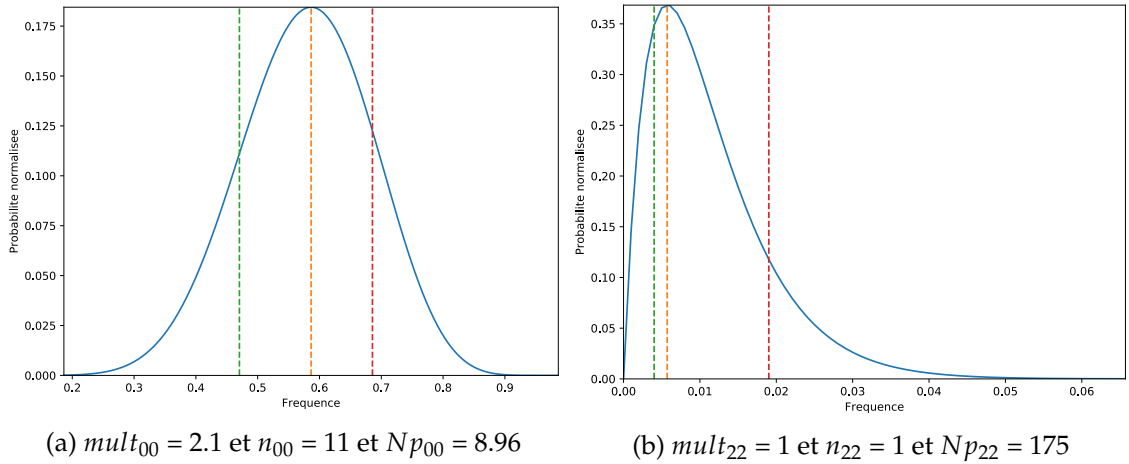 0.175
0.150
0.125
0.100
0.075
0.050
0.025
0.000
Probabilite normalisee
0.2 0.3 0.4 0.5 0.6 0.7 0.8 0.9
Frequence
0.35
0.30
0.25
0.20
0.15
0.10
0.05
0.00
Probabilite normalisee
0.00 0.01 0.02 0.03 0.04 0.05 0.06
Frequence
(a) mult₀₀ = 2.1 et n₀₀ = 11 et Np₀₀ = 8.96
(b) mult₂₂ = 1 et n₂₂ = 1 et Np₂₂ = 175